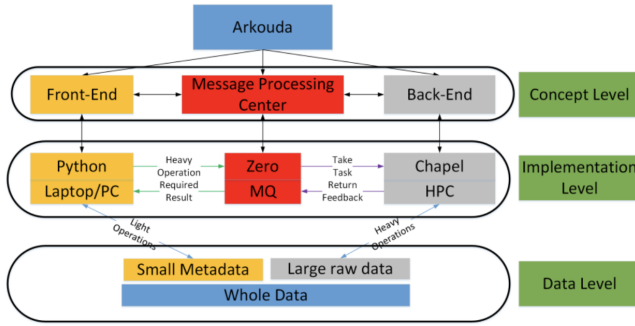 Arkouda
Front-End
Message Processing
Center
Back-End
Concept Level
Python
Laptop/PC
Heavy
Operation
Required
Result
Zero
MQ
Take
Task
Return
Feedback
Chapel
HPC
Implementation
Level
Light
Operations
Heavy
Operations
Small Metadata
Large raw data
Whole Data
Data Level